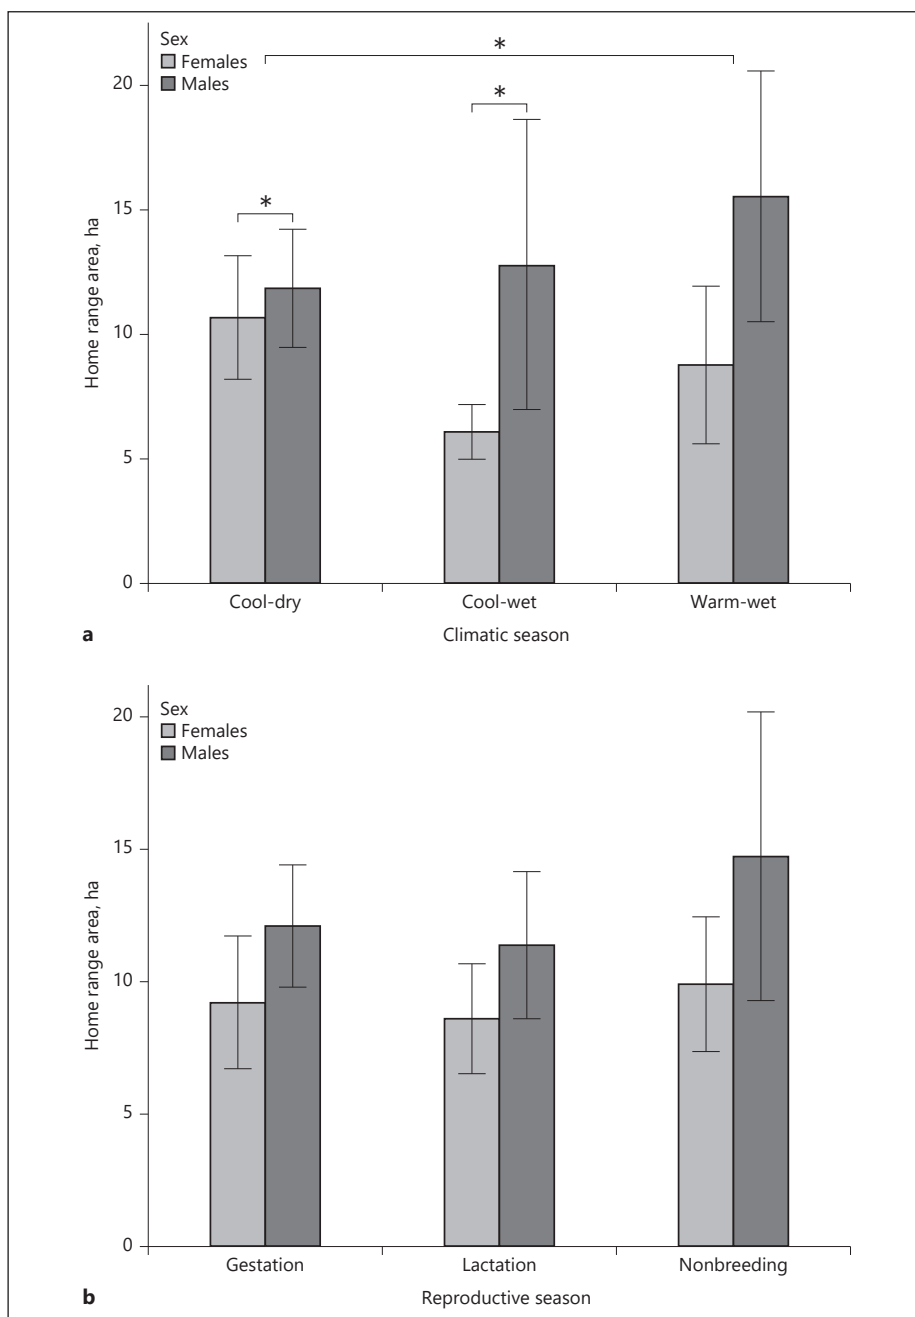 Sex
Females
Males
*
*
*
20
15
10
5
0
Home range area, ha
Cool-dry Cool-wet Warm-wet
a Climatic season
Sex
Females
Males
20
15
10
5
0
Home range area, ha
Gestation Lactation Nonbreeding
b Reproductive season